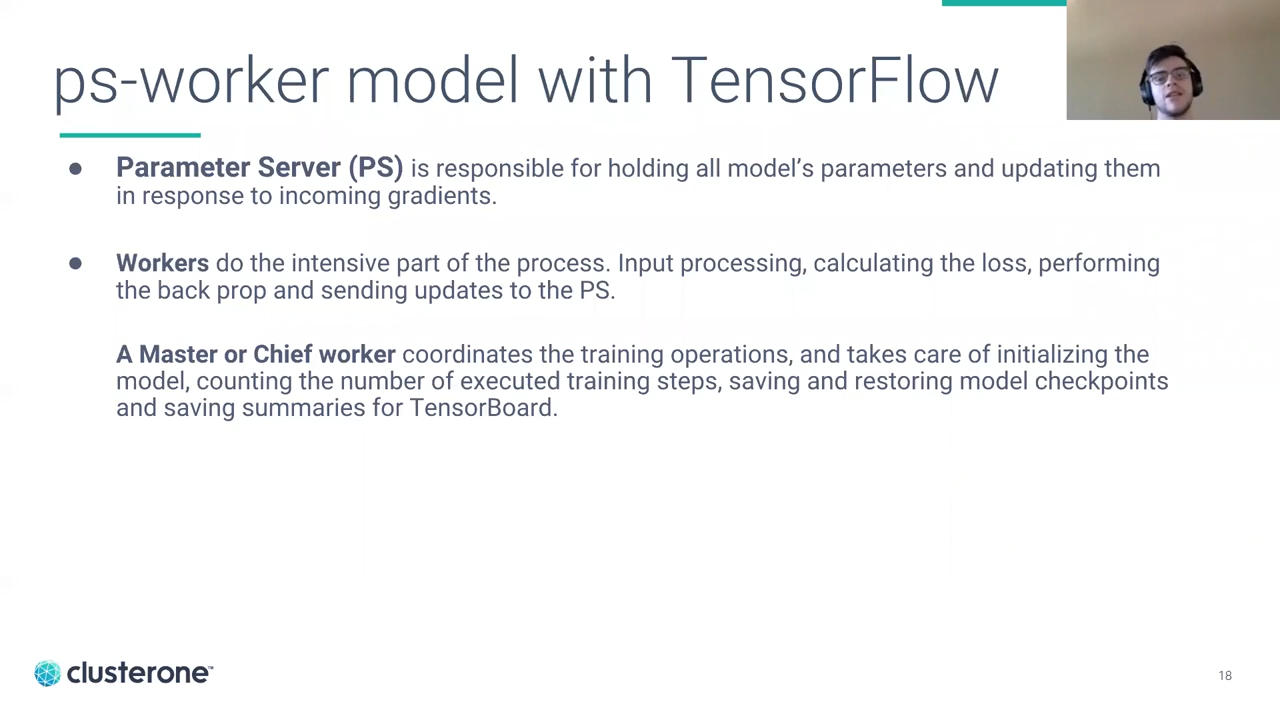 ps-worker model with TensorFlow
● Parameter Server (PS) is responsible for holding all model’s parameters and updating them
in response to incoming gradients.
● Workers do the intensive part of the process. Input processing, calculating the loss, performing
the back prop and sending updates to the PS.
A Master or Chief worker coordinates the training operations, and takes care of initializing the
model, counting the number of executed training steps, saving and restoring model checkpoints
and saving summaries for TensorBoard.
clusterone™
18